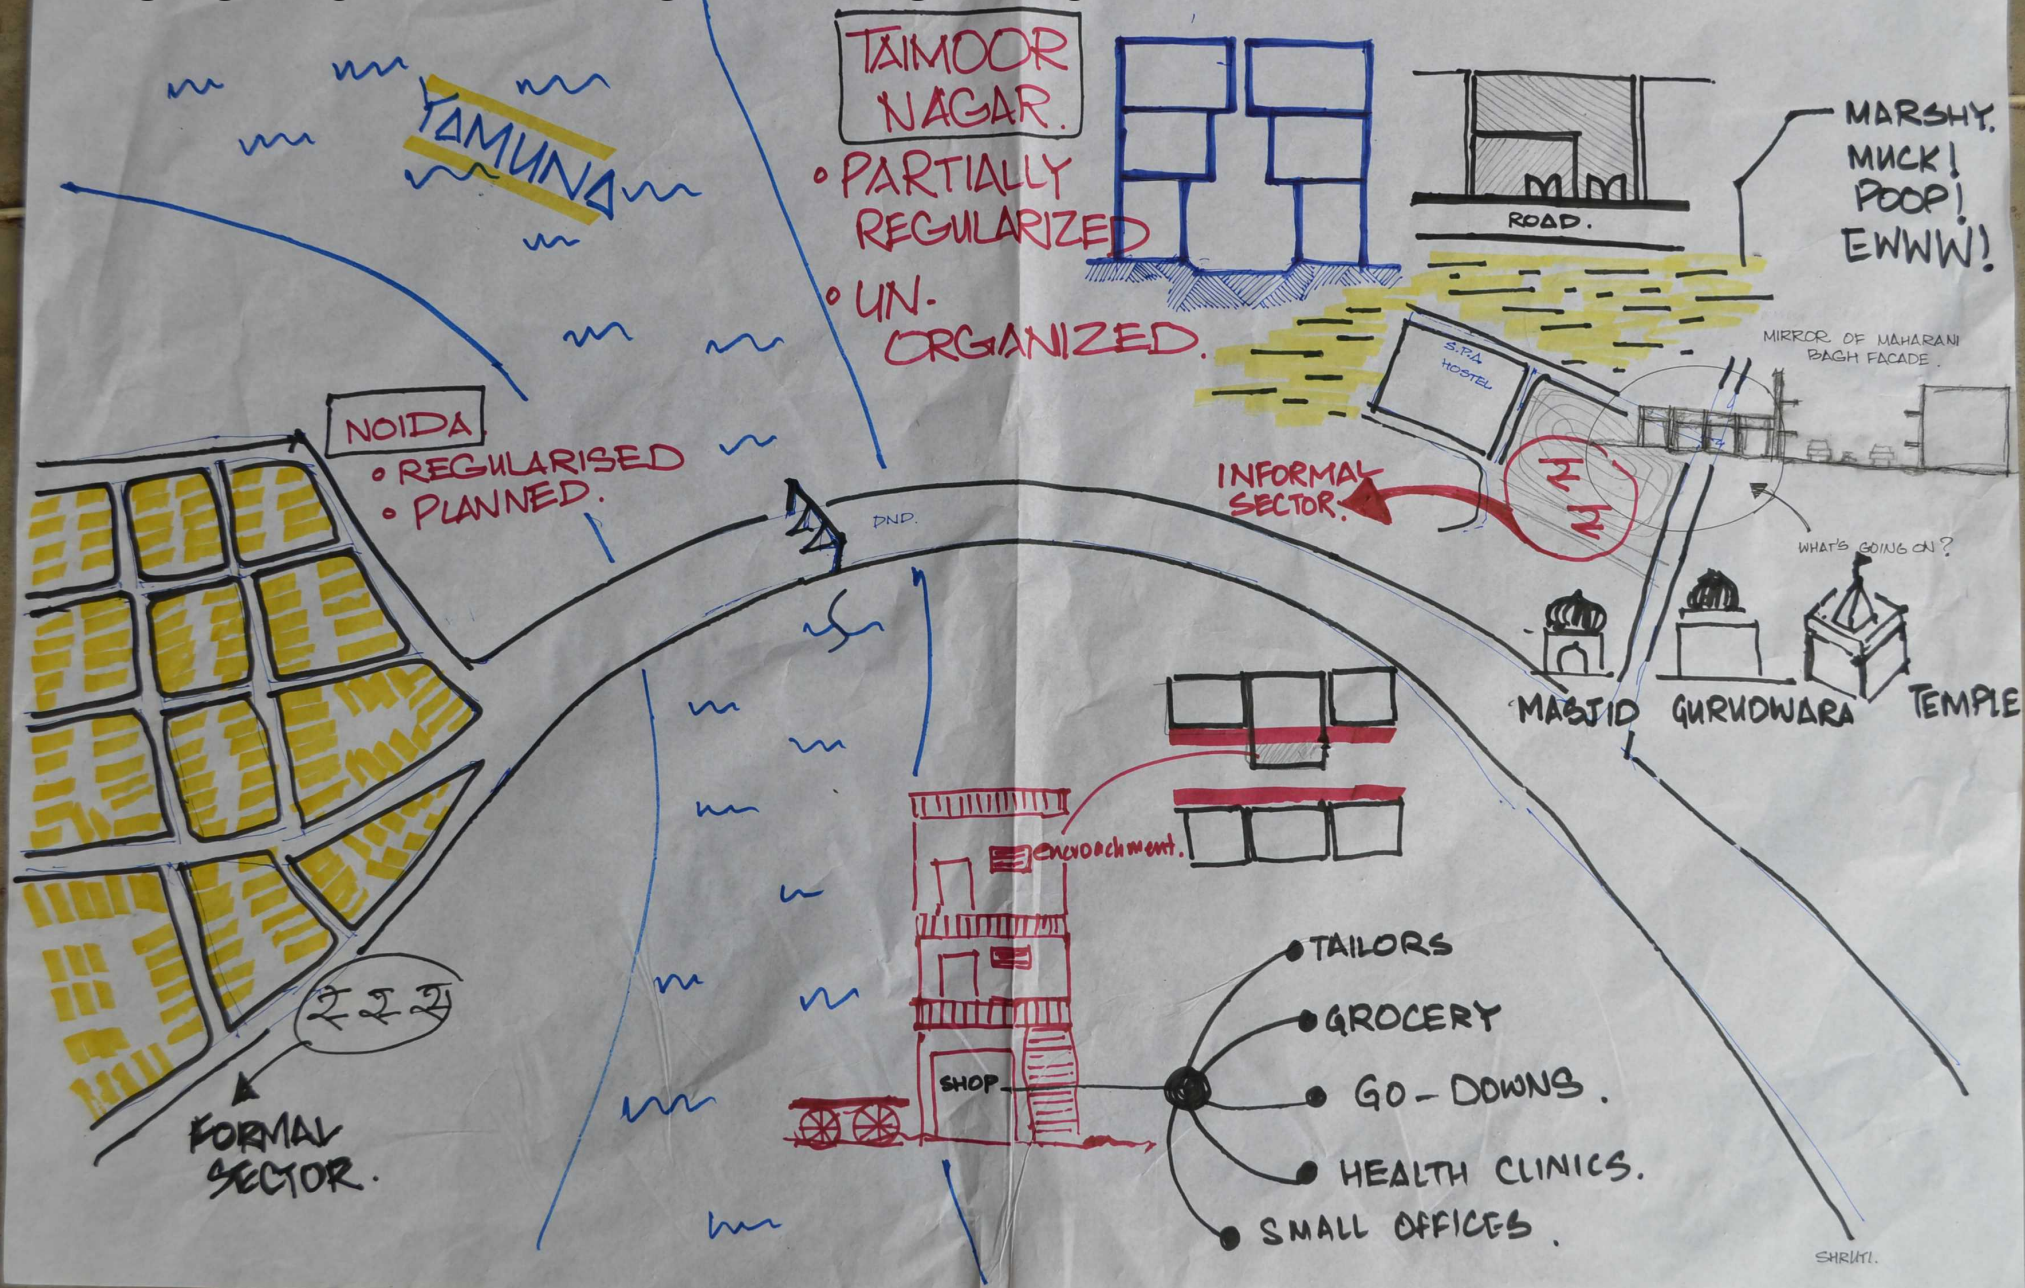 YAMUNA
TAIMOOR
NAGAR.
• PARTIALLY
REGULARIZED
• UN-
ORGANIZED.
ROAD.
MARSHY.
MUCK!
POOP!
EWWW!
S.P.A
HOSTEL
MIRROR OF MAHARANI
BAGH FACADE.
NOIDA
• REGULARISED
• PLANNED.
DND.
INFORMAL
SECTOR.
WHAT'S GOING ON?
MASJID
GURUDWARA
TEMPLE
encroachment.
SHOP
TAILORS
GROCERY
GO-DOWNS.
HEALTH CLINICS.
SMALL OFFICES.
FORMAL
SECTOR.
SHRUTI.